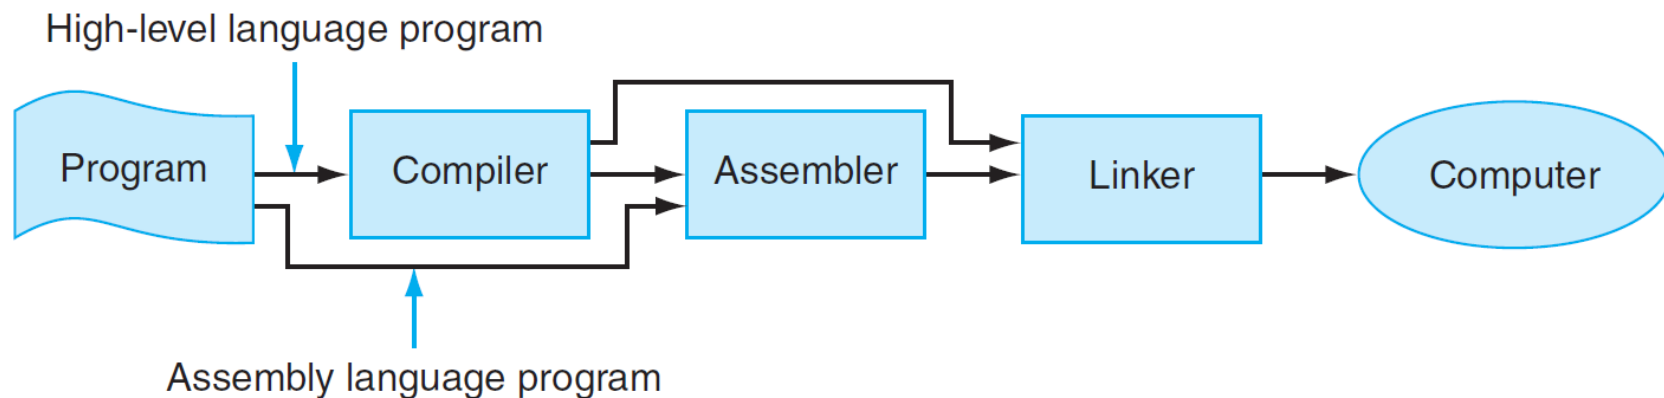 High-level language program
Program
Compiler
Assembler
Linker
Computer
Assembly language program